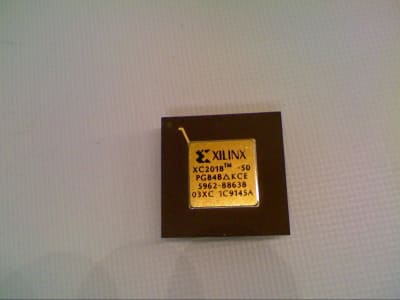 XILINX
XC2018™ -50
PG84B△KCE
5962-88638
03XC 1C9145A